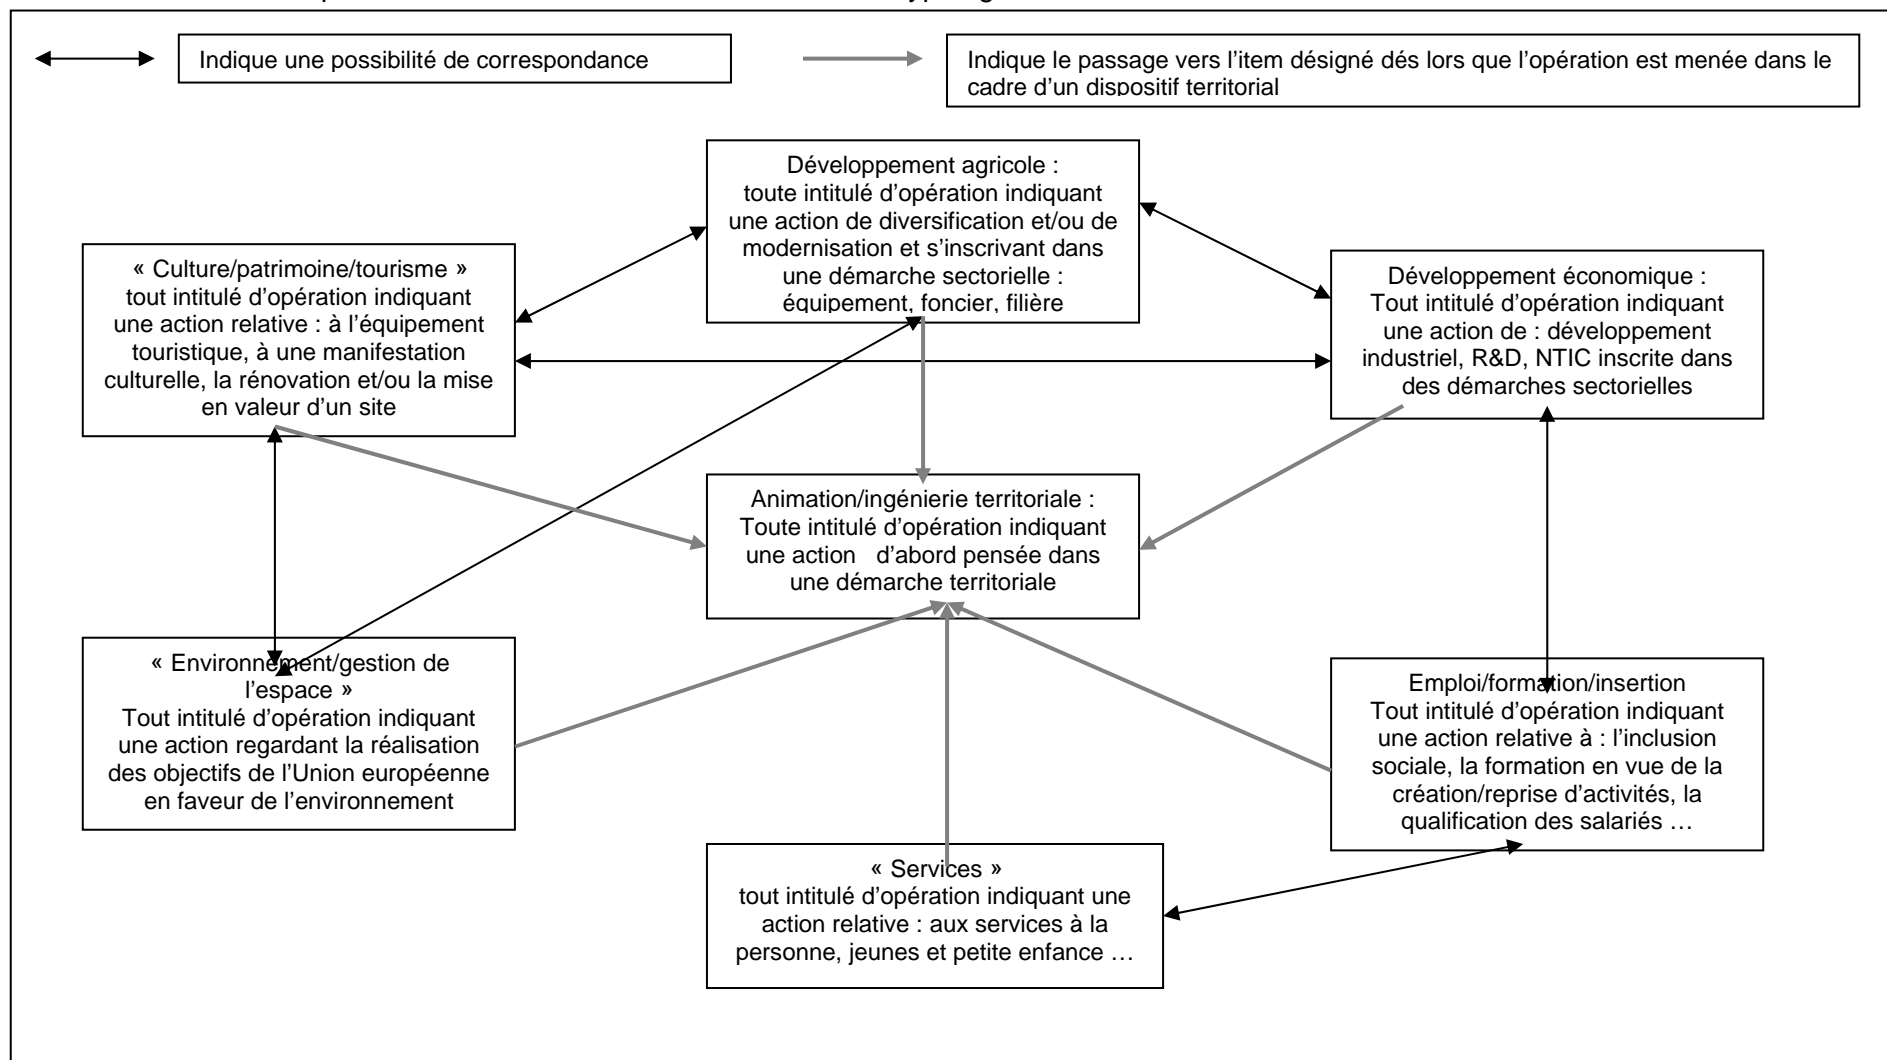 Indique une possibilité de correspondance
Indique le passage vers l'item désigné dés lors que l'opération est menée dans le
cadre d'un dispositif territorial
Développement agricole :
toute intitulé d'opération indiquant
une action de diversification et/ou de
modernisation et s'inscrivant dans
une démarche sectorielle :
équipement, foncier, filière
« Culture/patrimoine/tourisme »
tout intitulé d'opération indiquant
une action relative : à l'équipement
touristique, à une manifestation
culturelle, la rénovation et/ou la mise
en valeur d'un site
Développement économique :
Tout intitulé d'opération indiquant
une action de : développement
industriel, R&D, NTIC inscrite dans
des démarches sectorielles
Animation/ingénierie territoriale :
Toute intitulé d'opération indiquant
une action d'abord pensée dans
une démarche territoriale
« Environnement/gestion de
l'espace »
Tout intitulé d'opération indiquant
une action regardant la réalisation
des objectifs de l'Union européenne
en faveur de l'environnement
Emploi/formation/insertion
Tout intitulé d'opération indiquant
une action relative à : l'inclusion
sociale, la formation en vue de la
création/reprise d'activités, la
qualification des salariés …
« Services »
tout intitulé d'opération indiquant une
action relative : aux services à la
personne, jeunes et petite enfance …